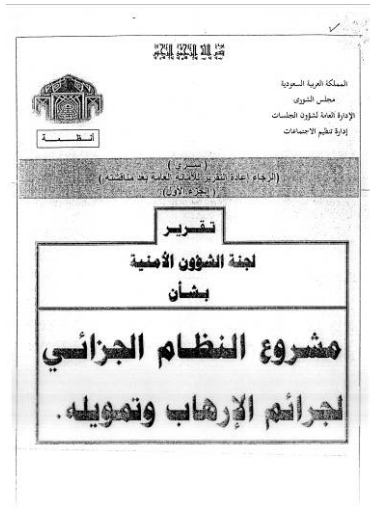 بسم الله الرحمن الرحيم
المملكة العربية السعودية
مجلس الشورى
الإدارة العامة لشؤون الجلسات
إدارة تنظيم الاجتماعات
أنظمة
( سري )
( الرجاء إعادة التقرير للأمانة العامة بعد مناقشته )
( الجزء الأول )
تقرير
لجنة الشؤون الأمنية
بشأن
مشروع النظام الجزائي
لجرائم الإرهاب وتمويله .